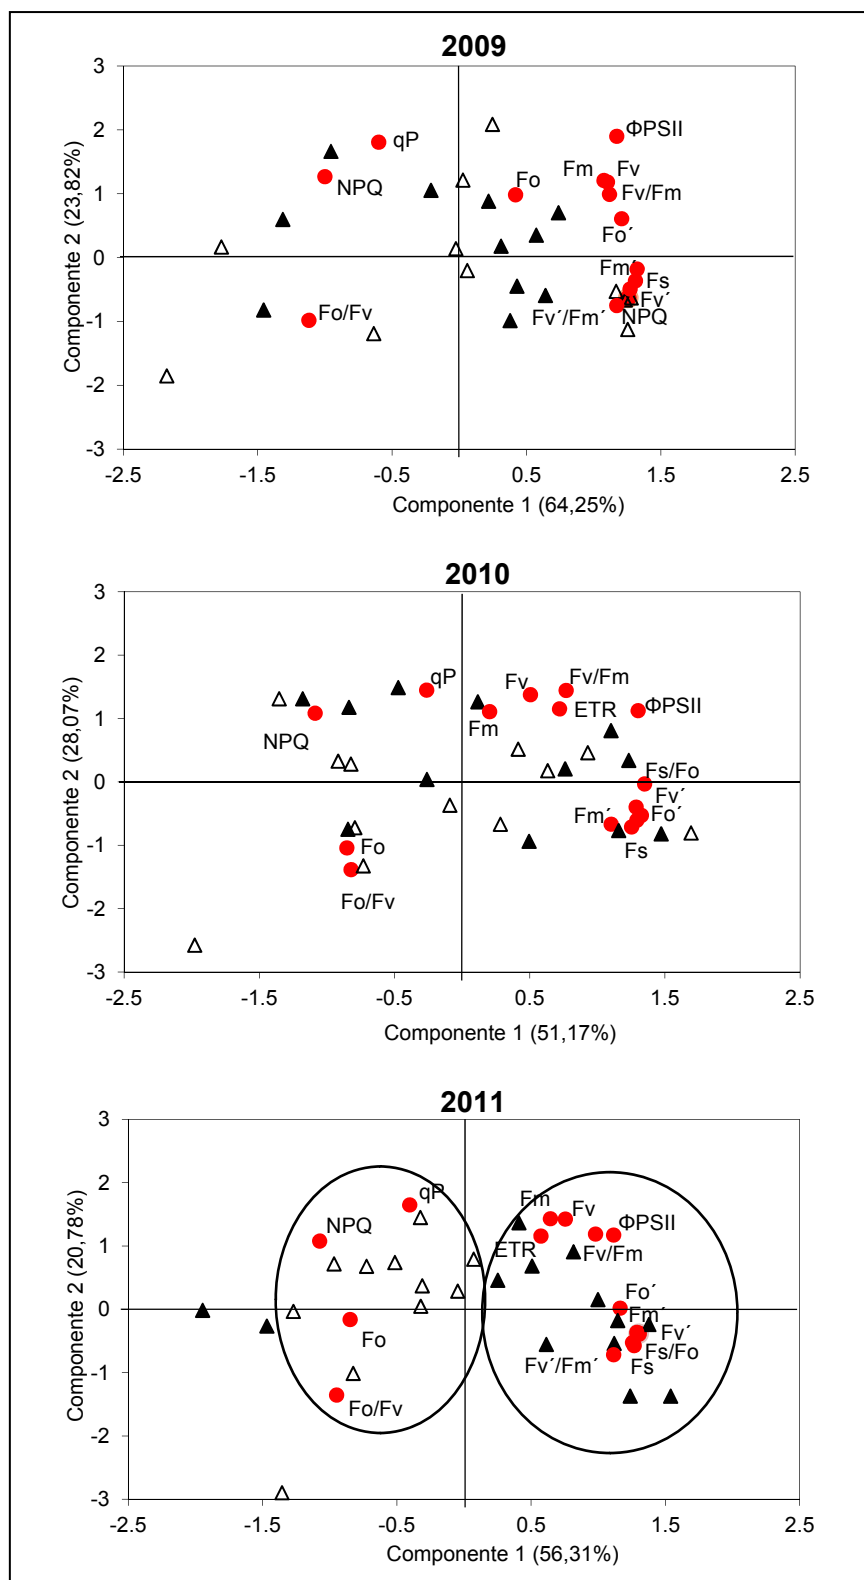 2009
3
2
1
0
-1
-2
-3
Componente 2 (23,82%)
qP
NPQ
Fo
ΦPSII
Fm
Fv
Fv/Fm
Fo´
Fm´
Fs
Fv´
Fo/Fv
Fv´/Fm´
NPQ
-2.5
-1.5
-0.5
0.5
1.5
2.5
Componente 1 (64,25%)
2010
3
2
1
0
-1
-2
-3
Componente 2 (28,07%)
qP
Fv
Fv/Fm
NPQ
Fm
ETR
ΦPSII
Fs/Fo
Fv´
Fm´
Fo´
Fo
Fs
Fo/Fv
-2.5
-1.5
-0.5
0.5
1.5
2.5
Componente 1 (51,17%)
2011
3
2
1
0
-1
-2
-3
Componente 2 (20,78%)
qP
Fm
Fv
NPQ
ΦPSII
ETR
Fv/Fm
Fo´
Fm´
Fo
Fv´
Fv´/Fm´
Fs/Fo
Fs
Fo/Fv
-2.5
-1.5
-0.5
0.5
1.5
2.5
Componente 1 (56,31%)